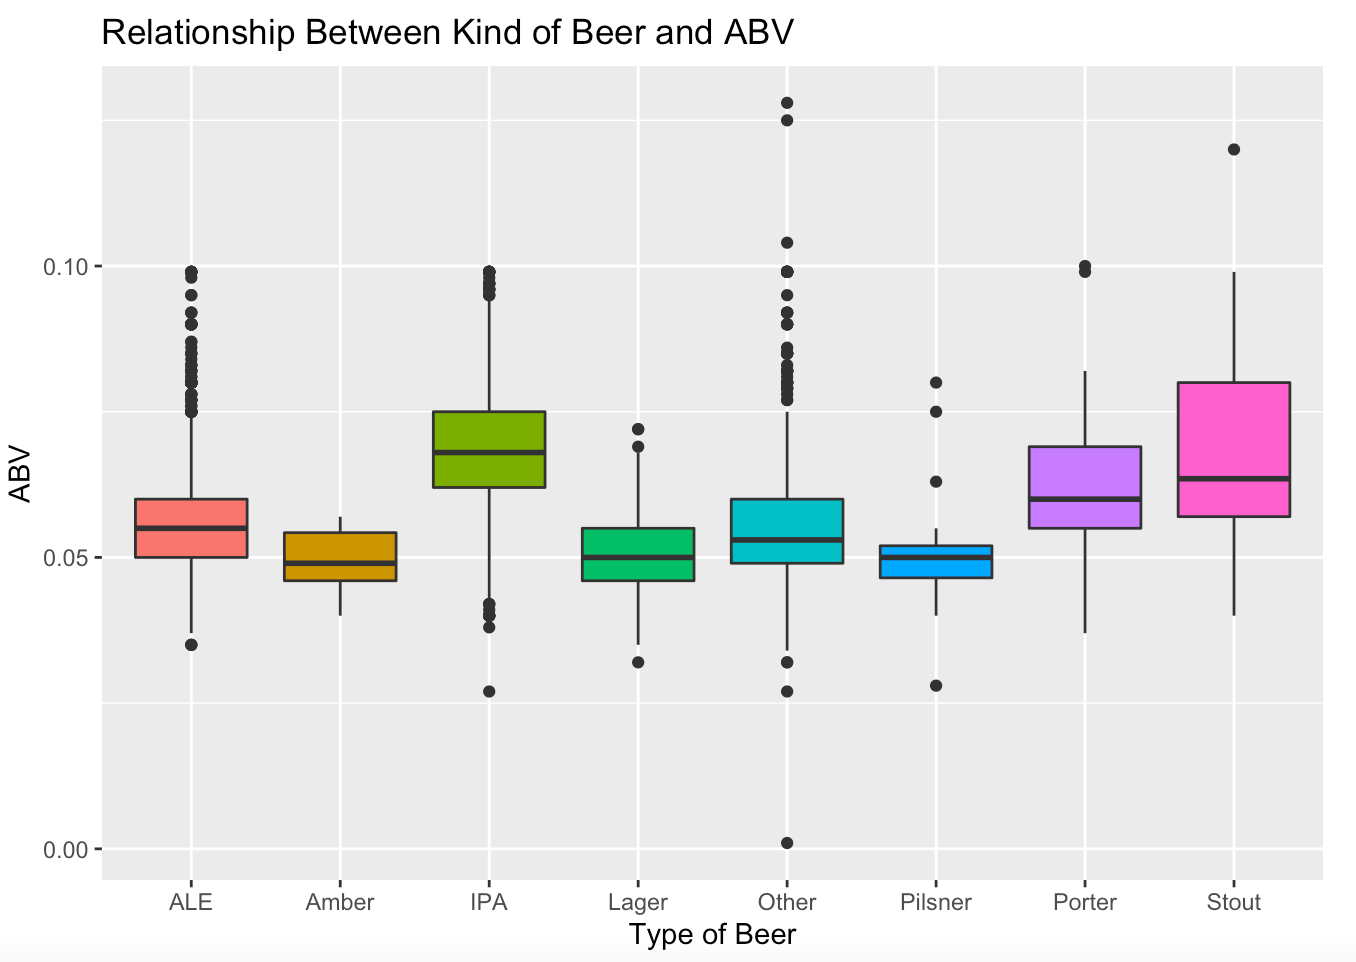 Relationship Between Kind of Beer and ABV
ABV
0.10
0.05
0.00
ALE Amber IPA Lager Other Pilsner Porter Stout
Type of Beer